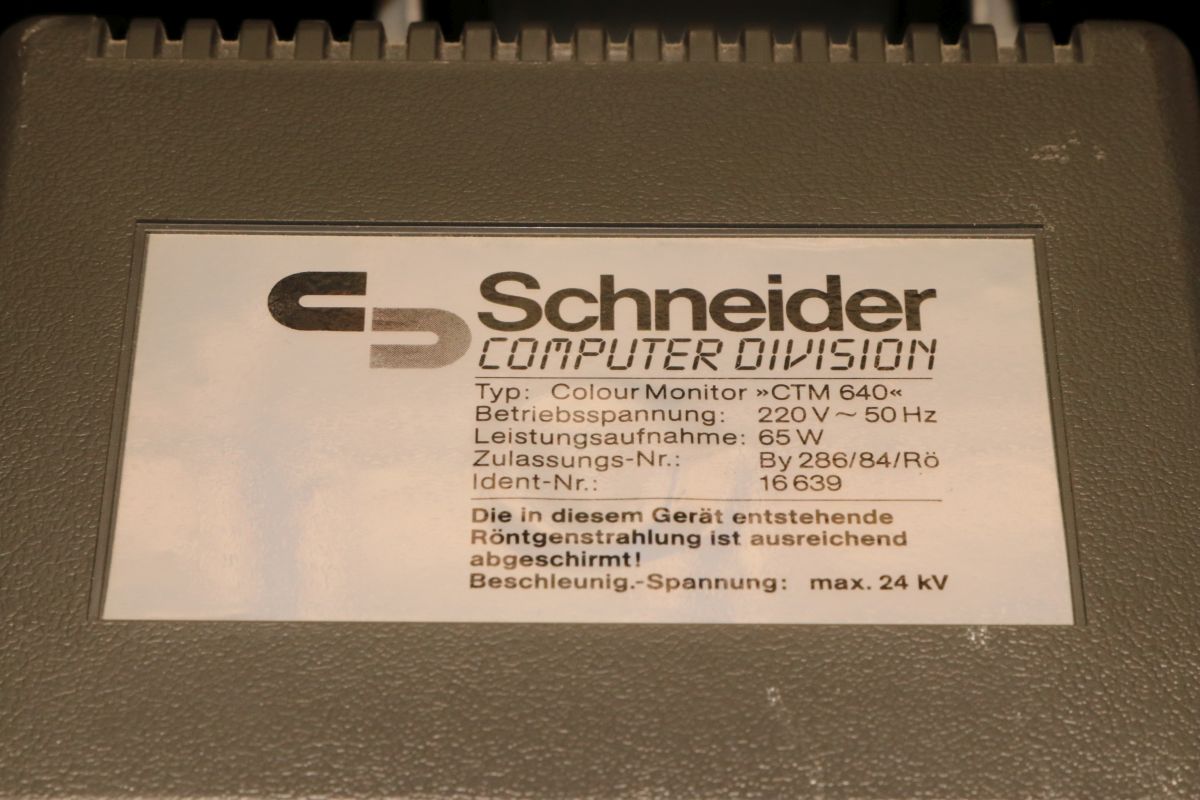 Schneider
COMPUTER DIVISION
Typ: Colour Monitor »CTM 640«
Betriebsspannung: 220 V ~ 50 Hz
Leistungsaufnahme: 65 W
Zulassungs-Nr.: By 286/84/Rö
Ident-Nr.: 16 639
Die in diesem Gerät entstehende
Röntgenstrahlung ist ausreichend
abgeschirmt!
Beschleunig.-Spannung: max. 24 kV